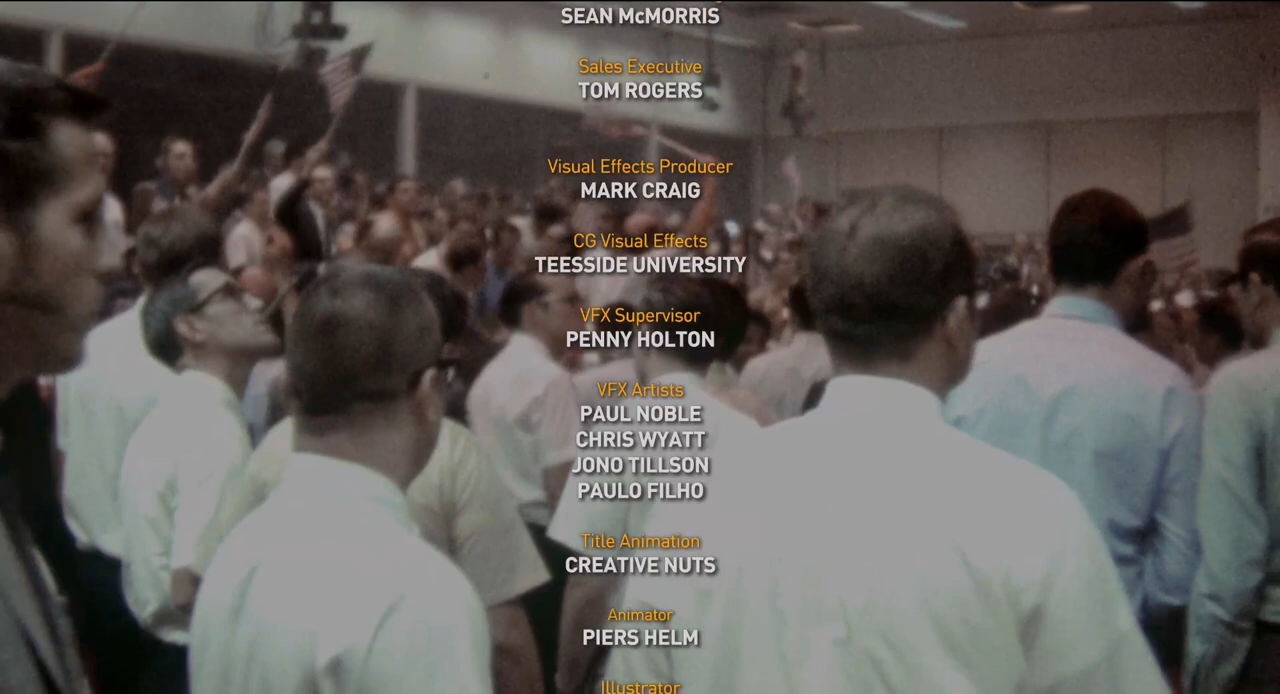 SEAN McMORRIS
Sales Executive
TOM ROGERS
Visual Effects Producer
MARK CRAIG
CG Visual Effects
TEESSIDE UNIVERSITY
VFX Supervisor
PENNY HOLTON
VFX Artists
PAUL NOBLE
CHRIS WYATT
JONO TILLSON
PAULO FILHO
Title Animation
CREATIVE NUTS
Animator
PIERS HELM
Illustrator